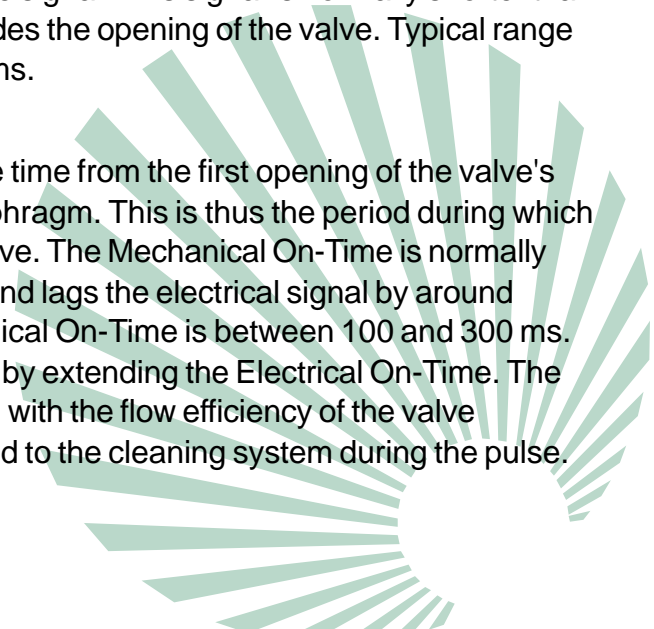 des the opening of the valve. Typical range
ns.
e time from the first opening of the valve's
phragm. This is thus the period during which
ve. The Mechanical On-Time is normally
nd lags the electrical signal by around
ical On-Time is between 100 and 300 ms.
by extending the Electrical On-Time. The
with the flow efficiency of the valve
d to the cleaning system during the pulse.